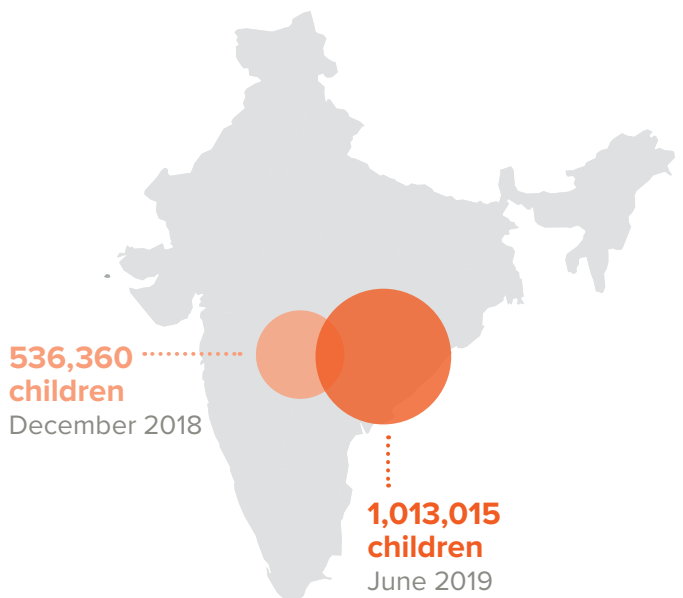 536,360
children
December 2018
1,013,015
children
June 2019